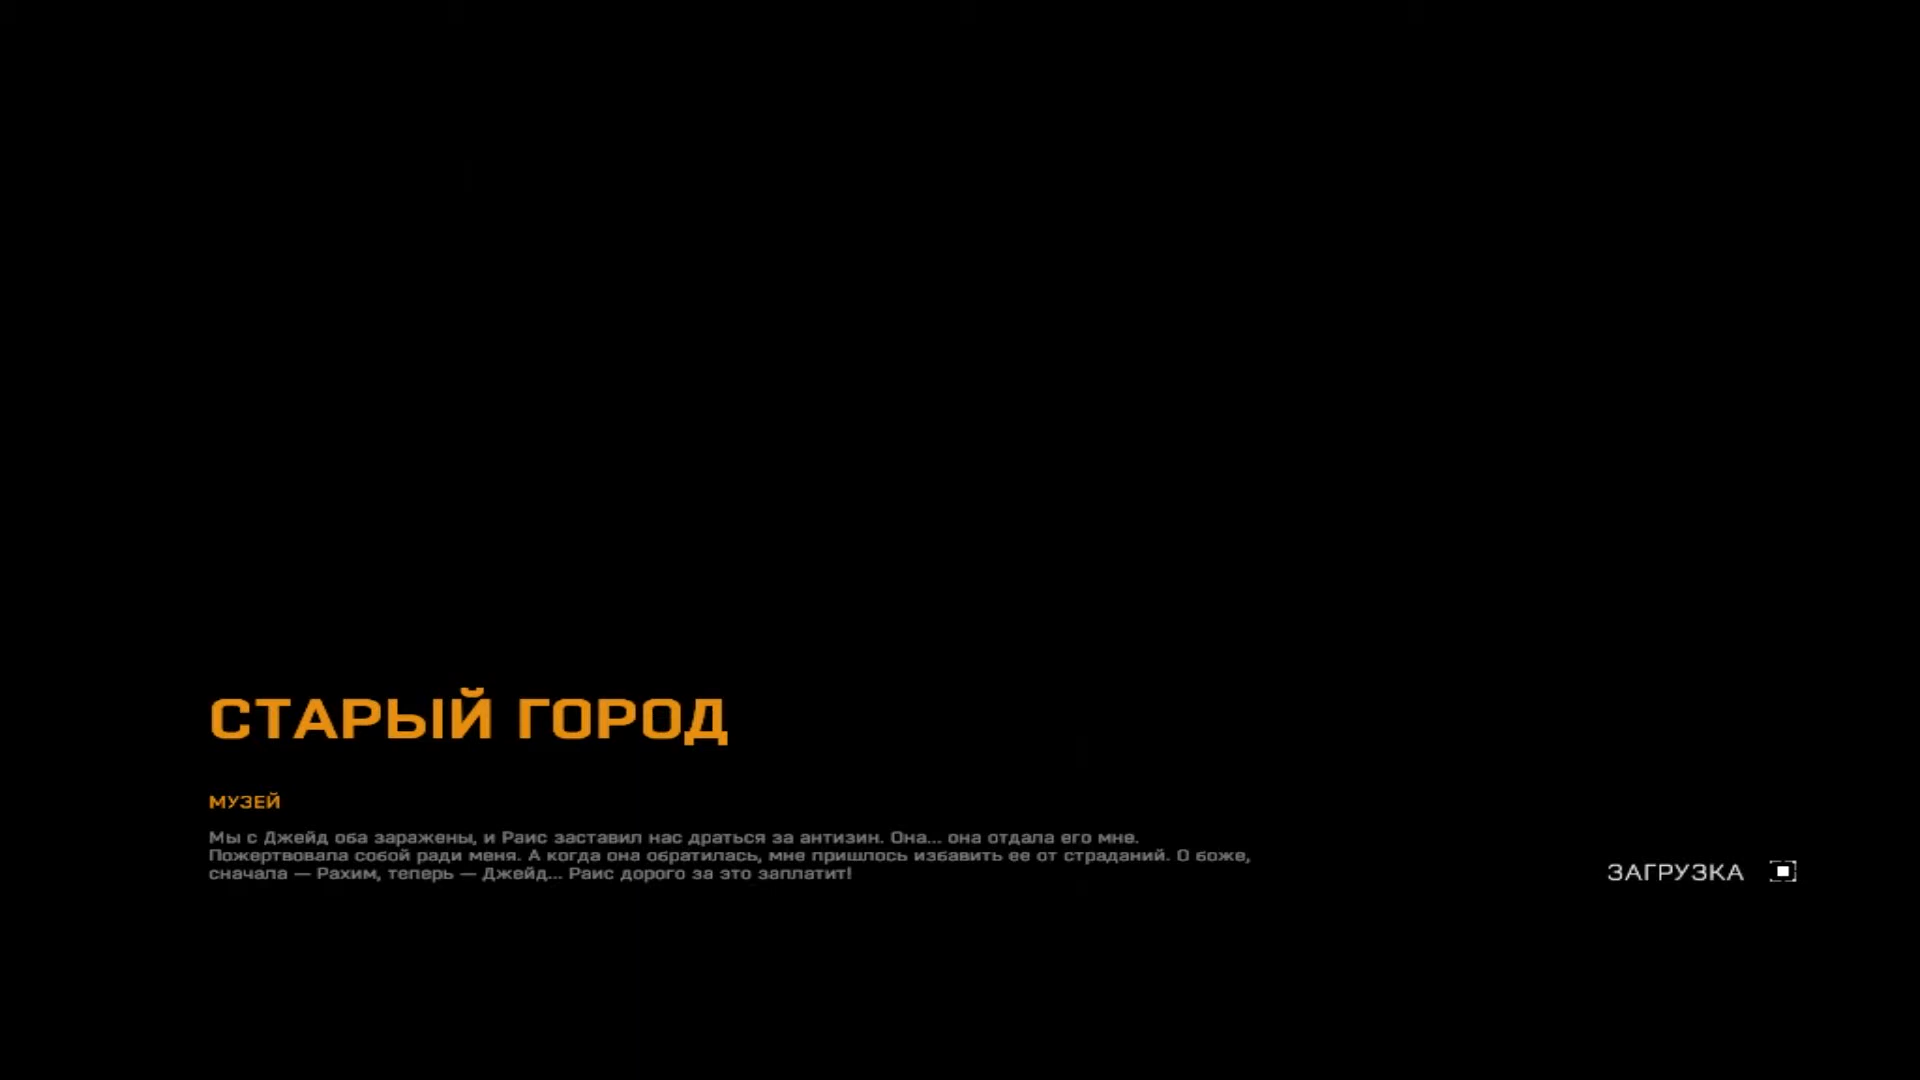 СТАРЫЙ ГОРОД
МУЗЕЙ
Мы с Джейд оба заражены, и Раис заставил нас драться за антизин. Она... она отдала его мне.
Пожертвовала собой ради меня. А когда она обратилась, мне пришлось избавить ее от страданий. О боже,
сначала — Рахим, теперь — Джейд... Раис дорого за это заплатит!
ЗАГРУЗКА